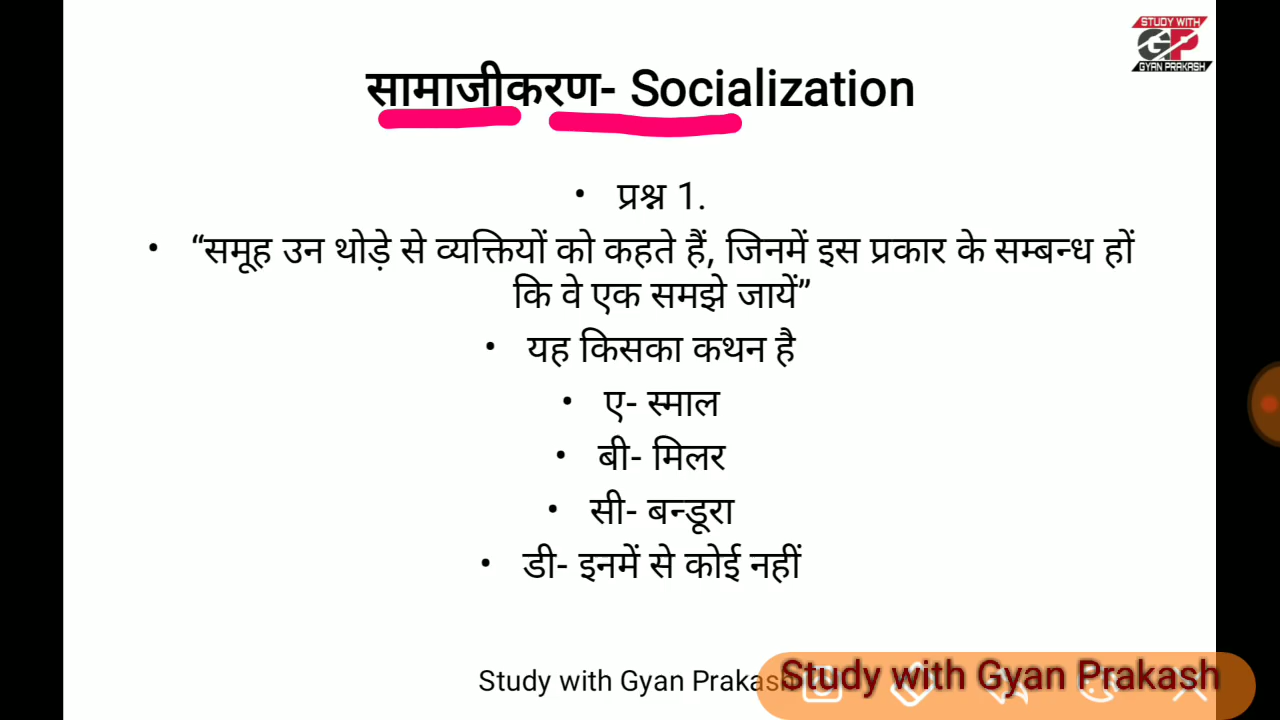 STUDY WITH
GP
GYAN PRAKASH
सामाजीकरण- Socialization
• प्रश्न 1.
• “समूह उन थोड़े से व्यक्तियों को कहते हैं, जिनमें इस प्रकार के सम्बन्ध हों
कि वे एक समझे जायें”
• यह किसका कथन है
• ए- स्माल
• बी- मिलर
• सी- बन्डूरा
• डी- इनमें से कोई नहीं
Study with Gyan Prakash
Study with Gyan Prakash